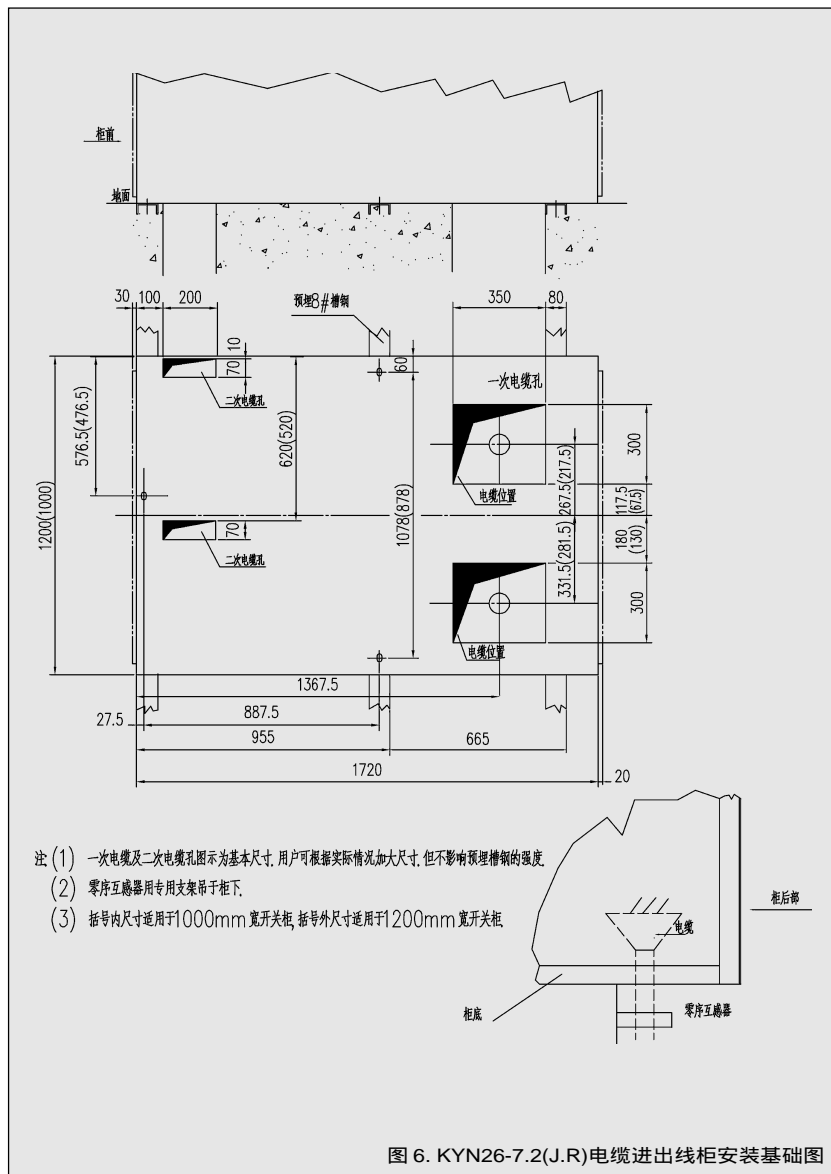 柜前
地面
30 100 200
预埋8#槽钢
350 80
10
70
二次电缆孔
60
一次电缆孔
576.5(476.5)
620(520)
1200(1000)
1078(878)
电缆位置
267.5(217.5)
300
117.5
(67.5)
70
二次电缆孔
180
(130)
331.5(281.5)
300
电缆位置
1367.5
27.5
887.5
955 665
1720
20
注(1) 一次电缆及二次电缆孔图示为基本尺寸,用户可根据实际情况加大尺寸,但不影响预埋槽钢的强度
(2) 零序互感器用专用支架吊于柜下.
(3) 括号内尺寸适用于1000mm宽开关柜,括号外尺寸适用于1200mm宽开关柜
柜后部
电缆
柜底
零序互感器
图 6. KYN26-7.2(J.R)电缆进出线柜安装基础图